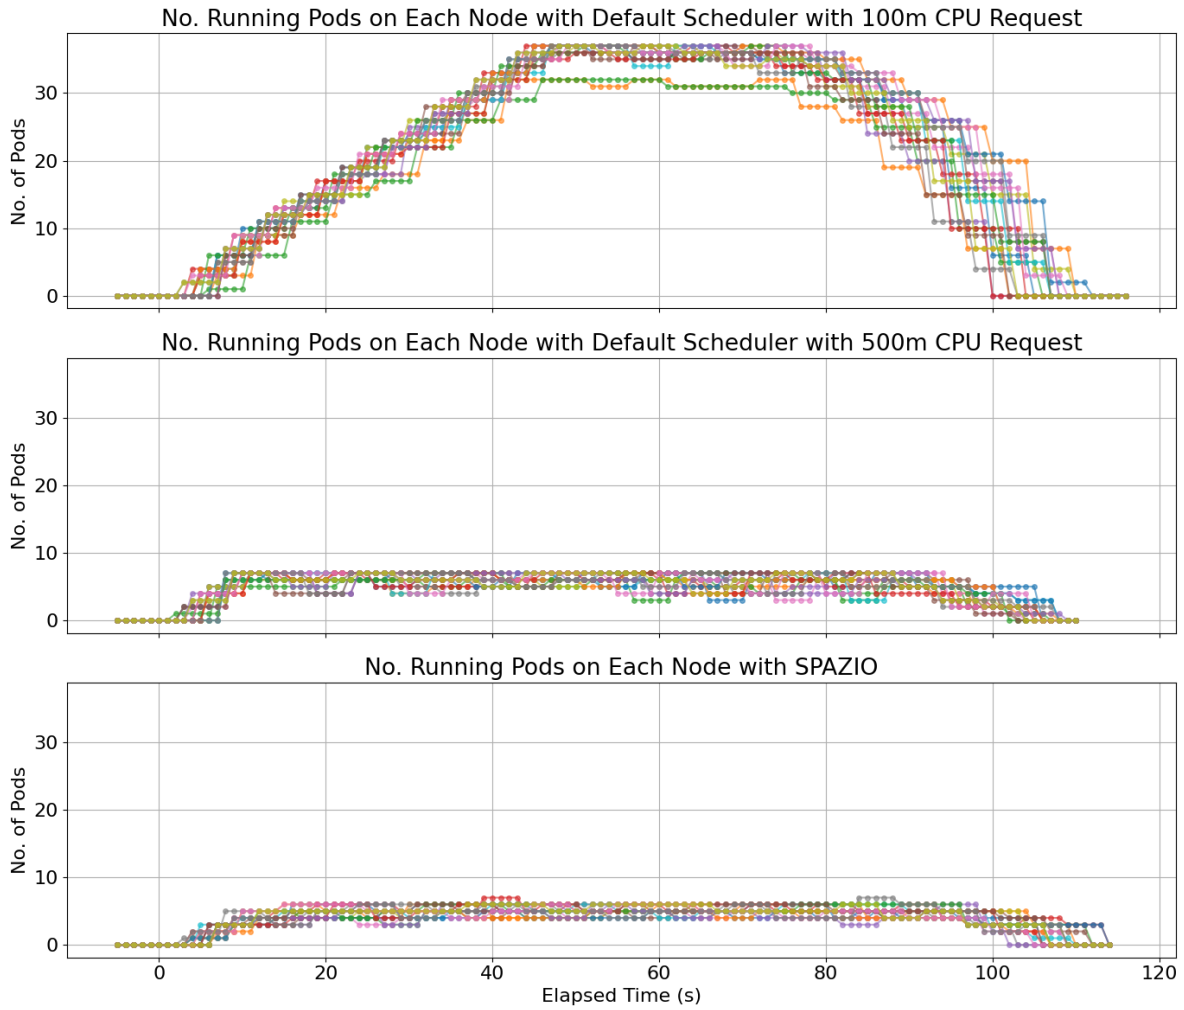 No. Running Pods on Each Node with Default Scheduler with 100m CPU Request
30
20
10
0
No. of Pods
No. Running Pods on Each Node with Default Scheduler with 500m CPU Request
30
20
10
0
No. of Pods
No. Running Pods on Each Node with SPAZIO
30
20
10
0
No. of Pods
0 20 40 60 80 100 120
Elapsed Time (s)